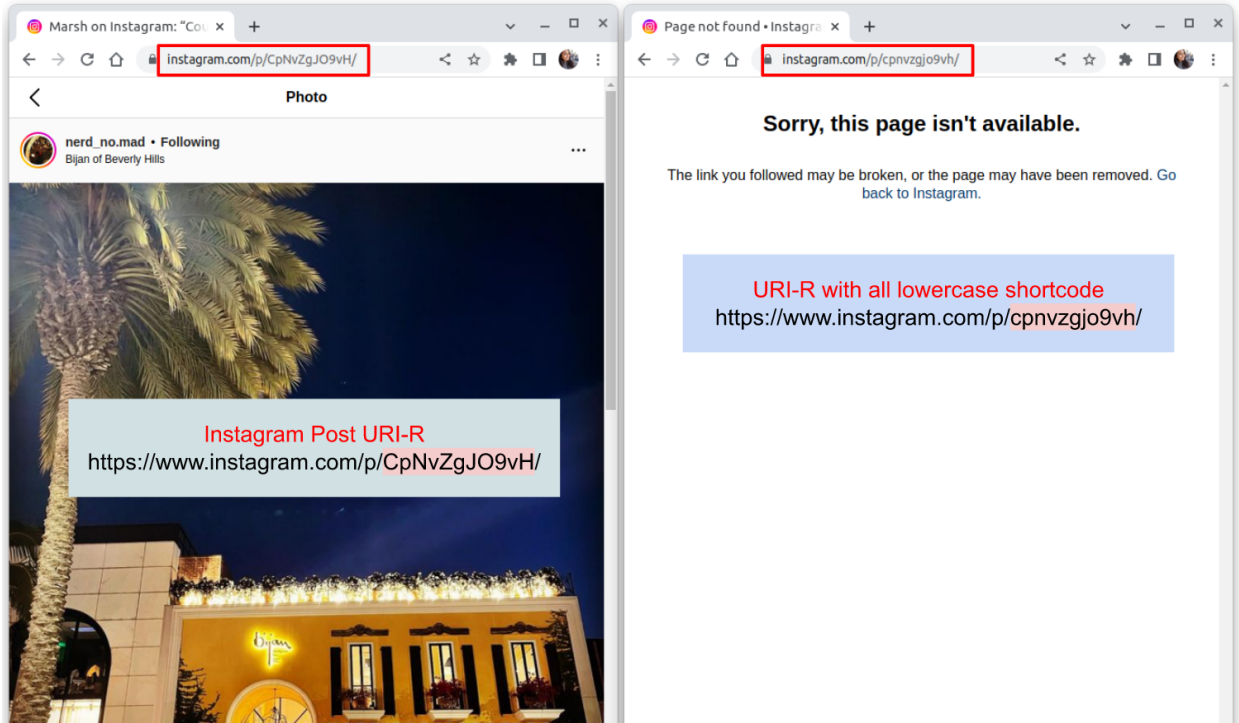 Marsh on Instagram: “Cou
instagram.com/p/CpNvZgJO9vH/
Photo
nerd_no.mad • Following
Bijan of Beverly Hills
Instagram Post URI-R
https://www.instagram.com/p/CpNvZgJO9vH/
bijan
Page not found • Instagra
instagram.com/p/cpnvzgjo9vh/
Sorry, this page isn't available.
The link you followed may be broken, or the page may have been removed. Go
back to Instagram.
URI-R with all lowercase shortcode
https://www.instagram.com/p/cpnvzgjo9vh/